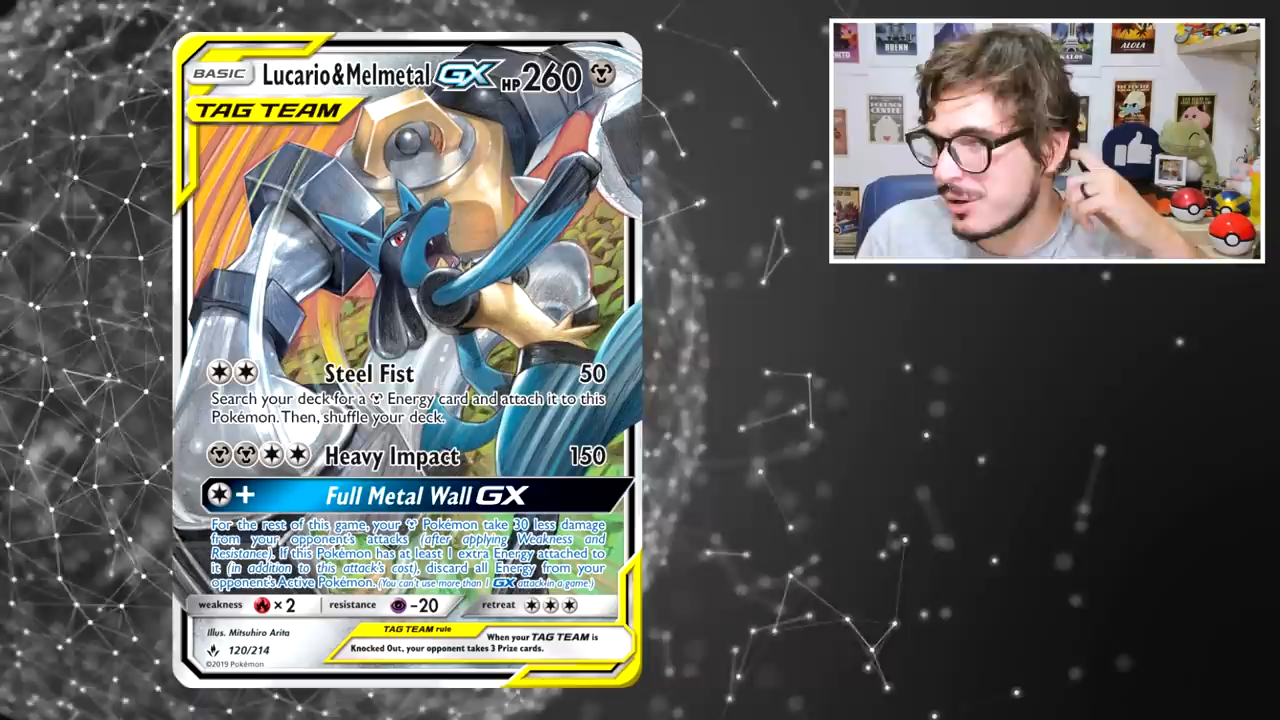 BASIC Lucario&Melmetal GX HP260
TAG TEAM
Steel Fist 50
Search your deck for a Energy card and attach it to this
Pokémon. Then, shuffle your deck.
Heavy Impact 150
+ Full Metal Wall GX
For the rest of this game, your Pokémon take 30 less damage
from your opponent's attacks (after applying Weakness and
Resistance). If this Pokémon has at least 1 extra Energy attached to
it (in addition to this attack's cost), discard all Energy from your
opponent's Active Pokémon. (You can't use more than 1 GX attack in a game.)
weakness ×2 resistance -20 retreat
Illus. Mitsuhiro Arita
120/214
©2019 Pokémon
TAG TEAM rule
When your TAG TEAM is
Knocked Out, your opponent takes 3 Prize cards.
ALOLA